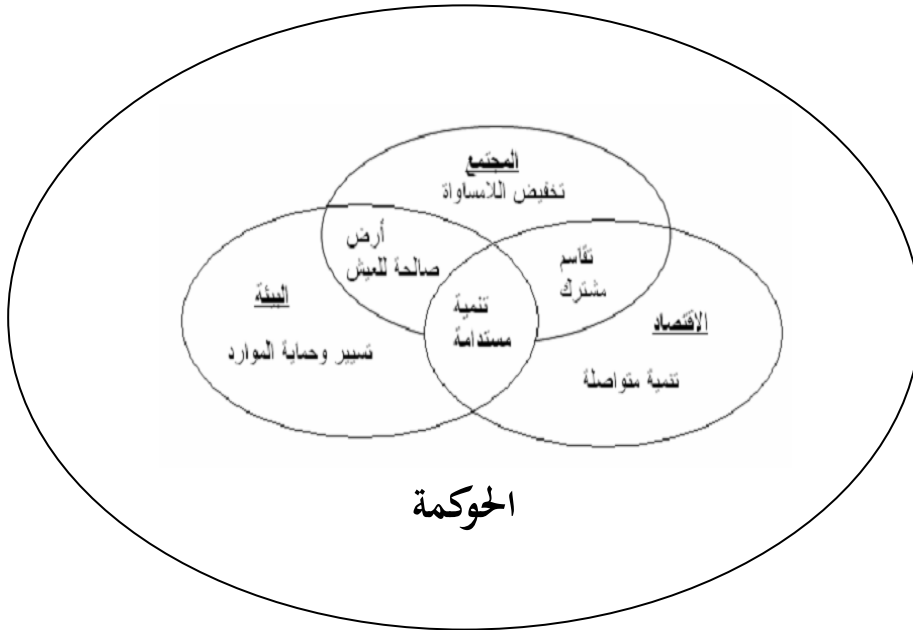 المجتمع
تخفيض اللامساواة
أرض
صالحة للعيش
تقاسم
مشترك
البيئة
تسيير وحماية الموارد
تنمية
مستدامة
الاقتصاد
تنمية متواصلة
الحوكمة